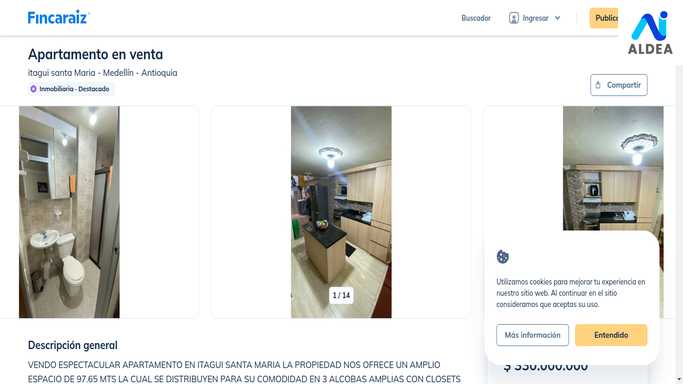 Fincaraiz
Buscador
Ingresar
Public
ALDEA
Apartamento en venta
itagui santa Maria - Medellín - Antioquia
Inmobiliaria - Destacado
Compartir
1 / 14
Utilizamos cookies para mejorar tu experiencia en
nuestro sitio web. Al continuar en el sitio
consideramos que aceptas su uso.
Más información
Entendido
$ 330.000.000
Descripción general
VENDO ESPECTACULAR APARTAMENTO EN ITAGUI SANTA MARIA LA PROPIEDAD NOS OFRECE UN AMPLIO
ESPACIO DE 97.65 MTS LA CUAL SE DISTRIBUYEN PARA SU COMODIDAD EN 3 ALCOBAS AMPLIAS CON CLOSETS